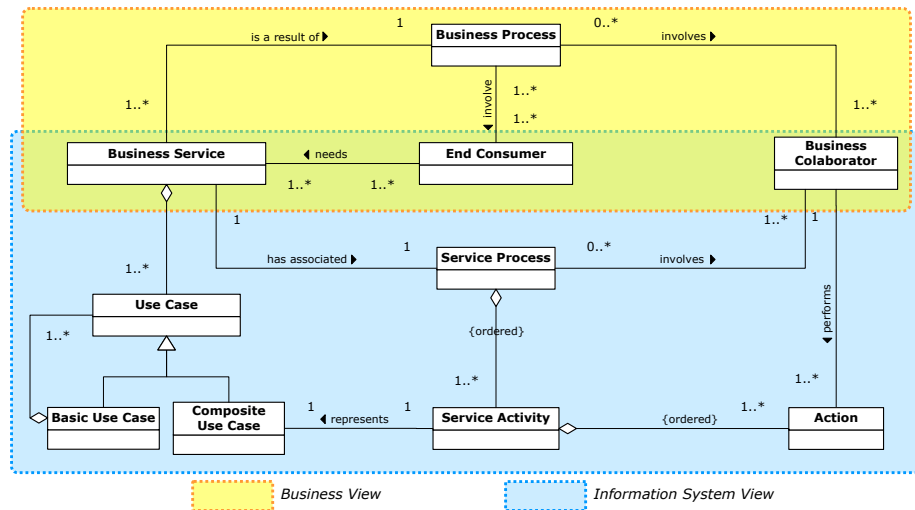 1
0..*
is a result of
Business Process
involves
involve
1..*
1..*
1..*
1..*
Business Service
needs
End Consumer
Business
Colaborator
1..*
1..*
1..*
1
1
1
0..*
has associated
Service Process
involves
1..*
Use Case
performs
1..*
{ordered}
1..*
1..*
Basic Use Case
Composite
Use Case
1
1
represents
Service Activity
1..*
{ordered}
Action
Business View
Information System View